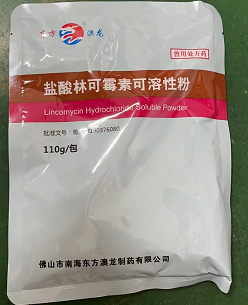 东方 澳龙
兽用处方药
盐酸林可霉素可溶性粉
Lincomycin Hydrochloride Soluble Powder
批准文号：兽
190376080
110g/包
佛山市南海东方澳龙制药有限公司